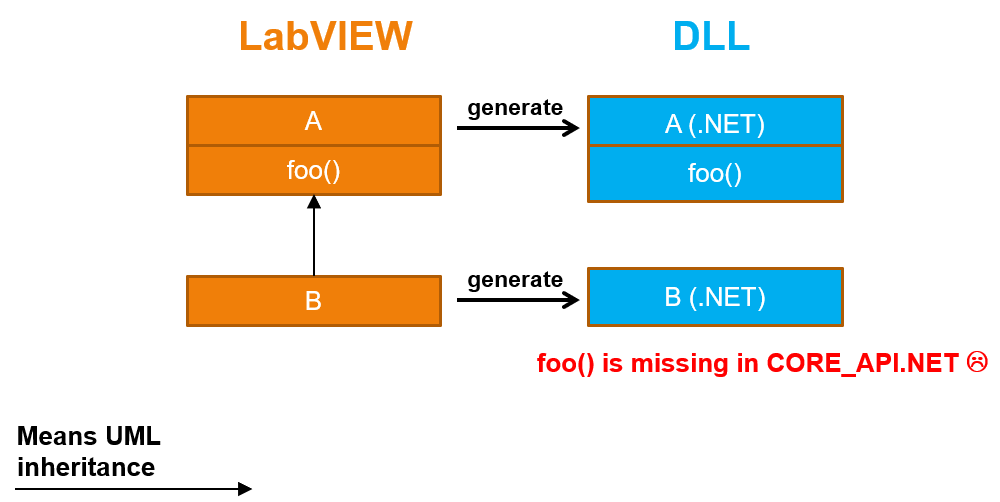 LabVIEW
DLL
A
generate
A (.NET)
foo()
foo()
B
generate
B (.NET)
foo() is missing in CORE_API.NET ☹
Means UML
inheritance